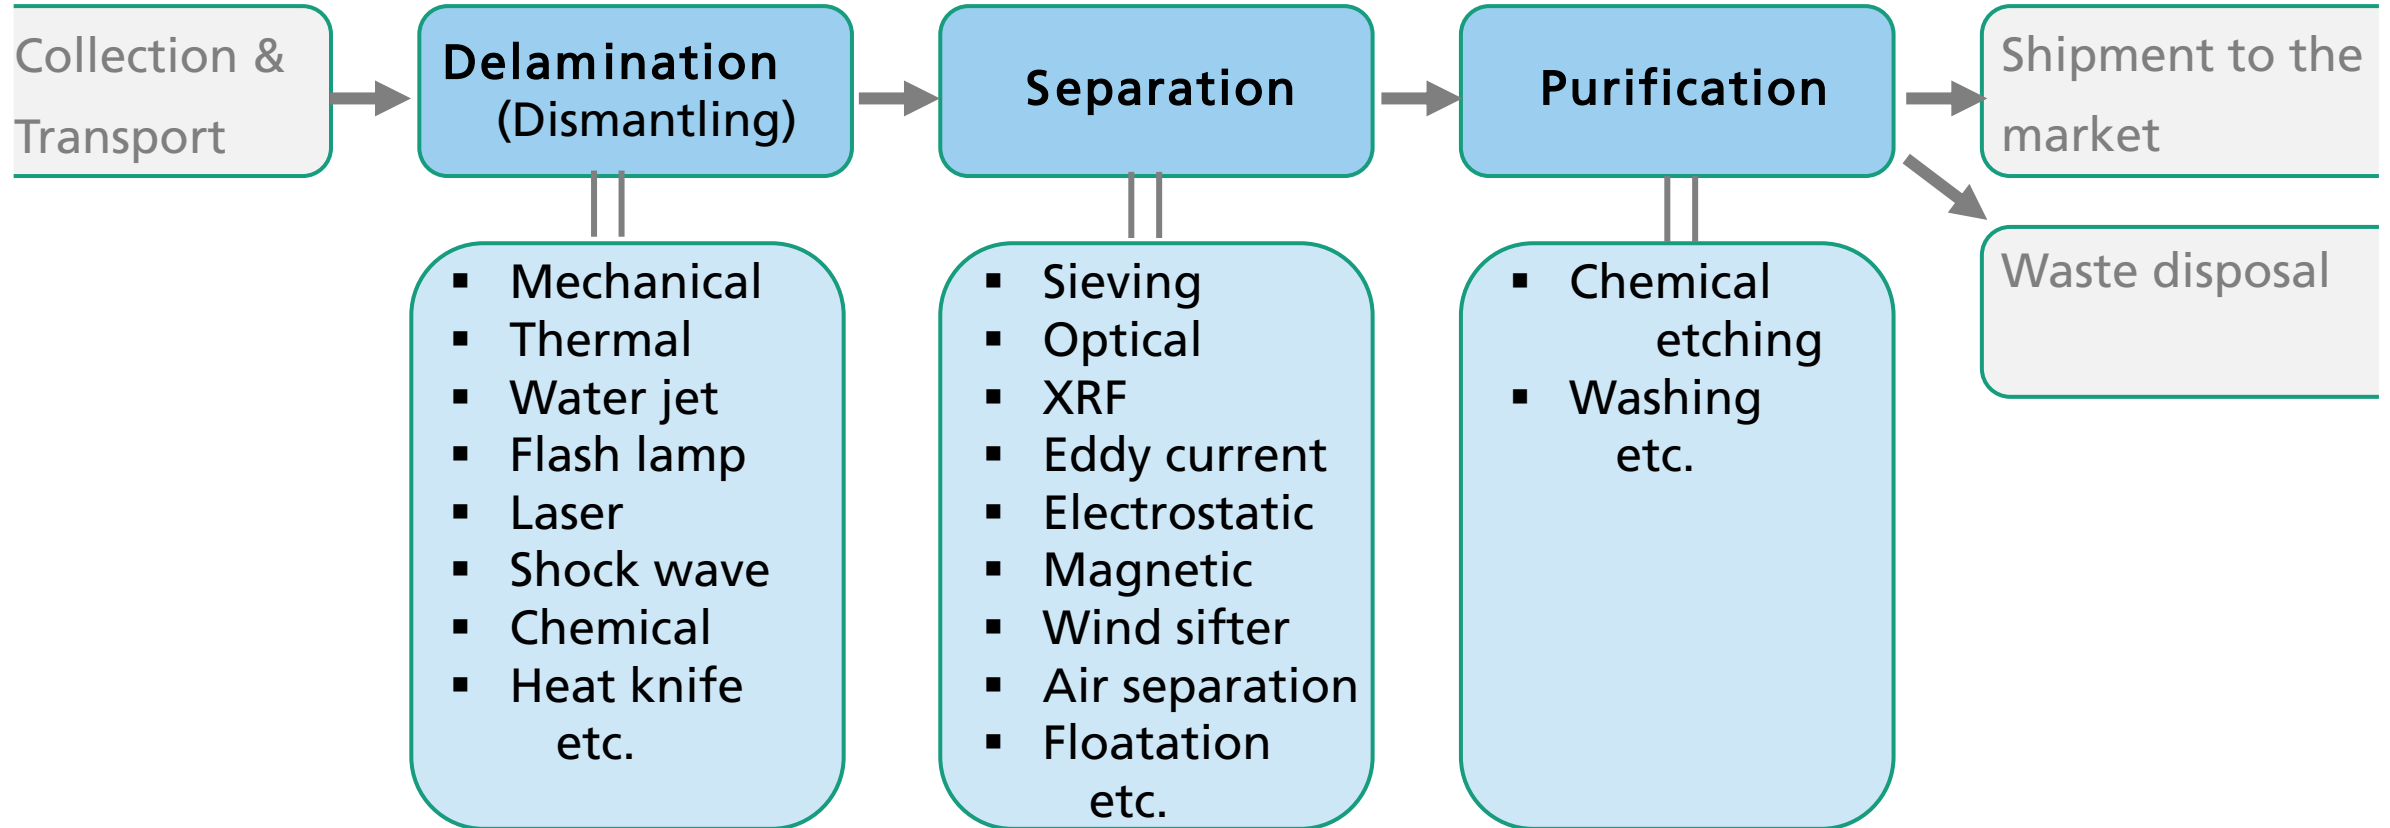 Collection &
Transport
Delamination
(Dismantling)
Separation
Purification
Shipment to the
market
Waste disposal
▪ Mechanical
▪ Thermal
▪ Water jet
▪ Flash lamp
▪ Laser
▪ Shock wave
▪ Chemical
▪ Heat knife
etc.
▪ Sieving
▪ Optical
▪ XRF
▪ Eddy current
▪ Electrostatic
▪ Magnetic
▪ Wind sifter
▪ Air separation
▪ Floatation
etc.
▪ Chemical
etching
▪ Washing
etc.